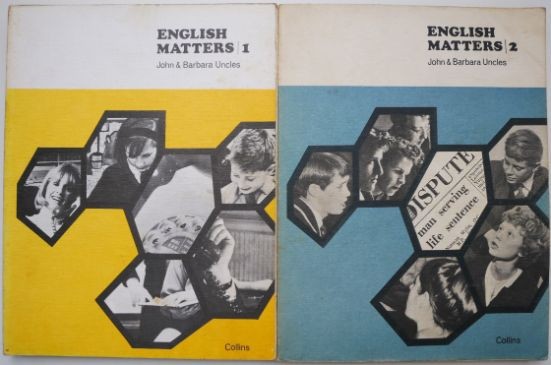 ENGLISH
MATTERS | 1
John & Barbara Uncles
Collins
ENGLISH
MATTERS | 2
John & Barbara Uncles
DISPUTE
man serving
life sentence
Collins